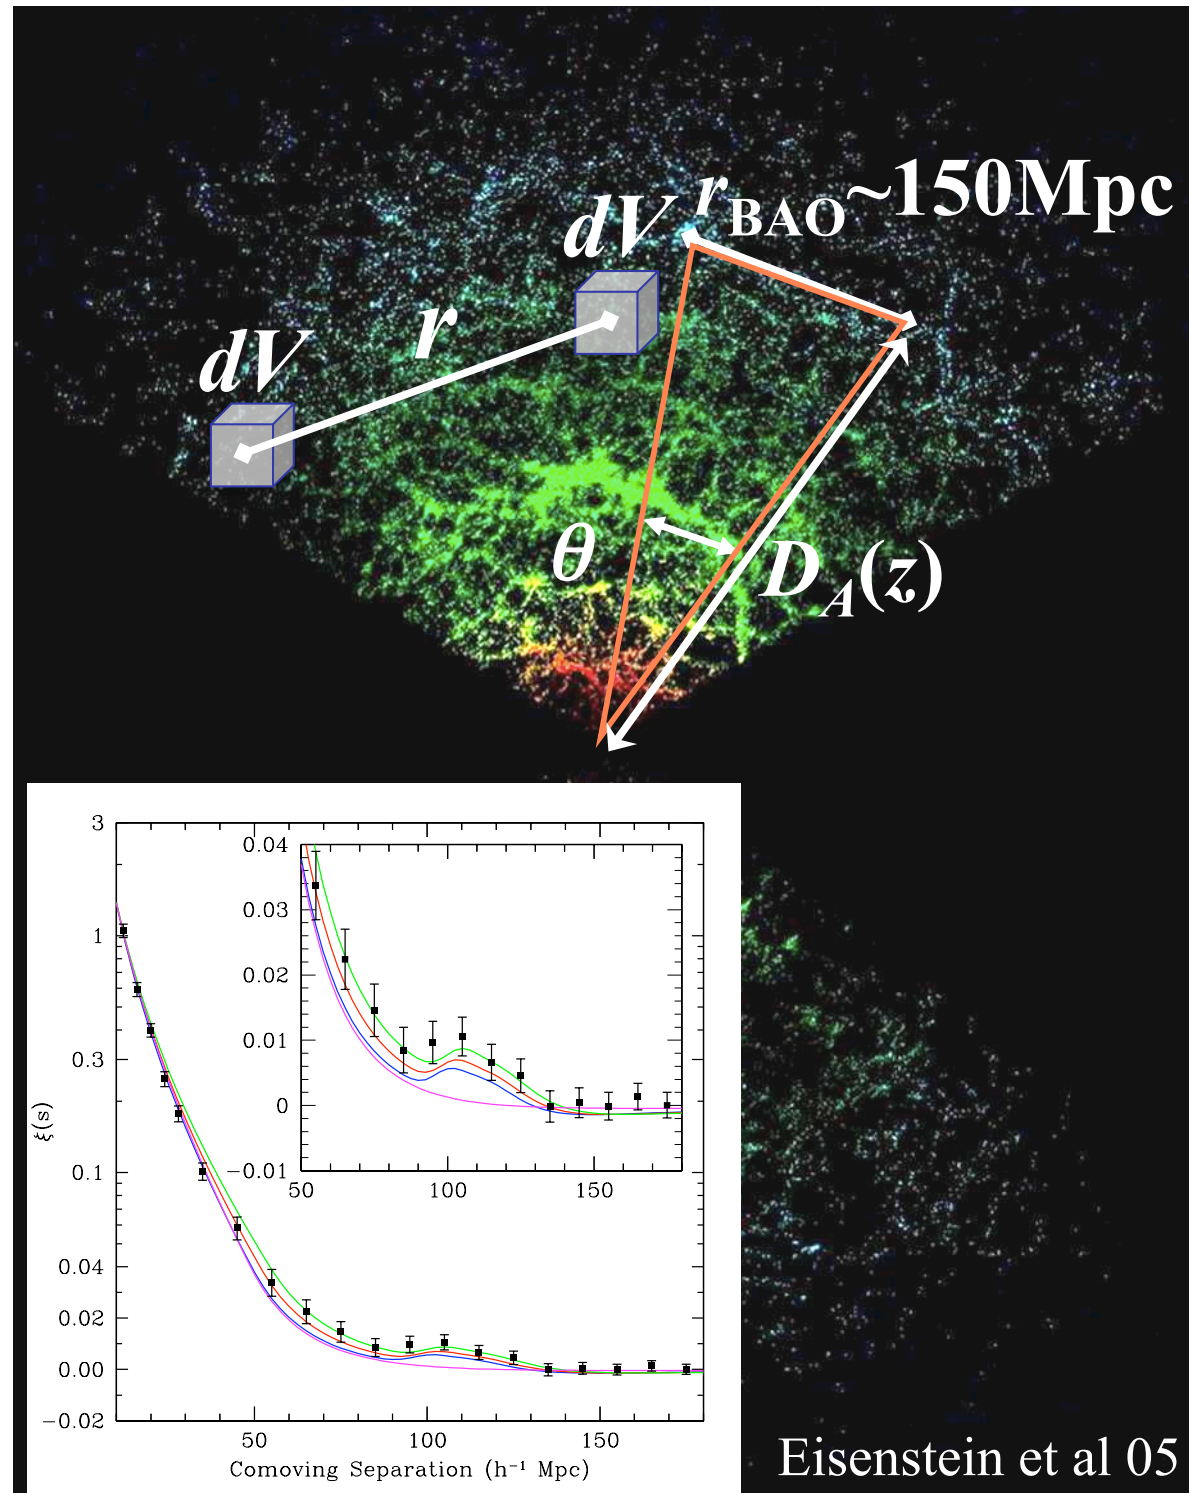 r_BAO~150Mpc
dV
dV
r
θ
D_A(z)
3
1
0.3
0.1
0.04
0.02
0.00
−0.02
ξ(s)
0.04
0.03
0.02
0.01
0
−0.01
50 100 150
50 100 150
Comoving Separation (h⁻¹ Mpc)
Eisenstein et al 05